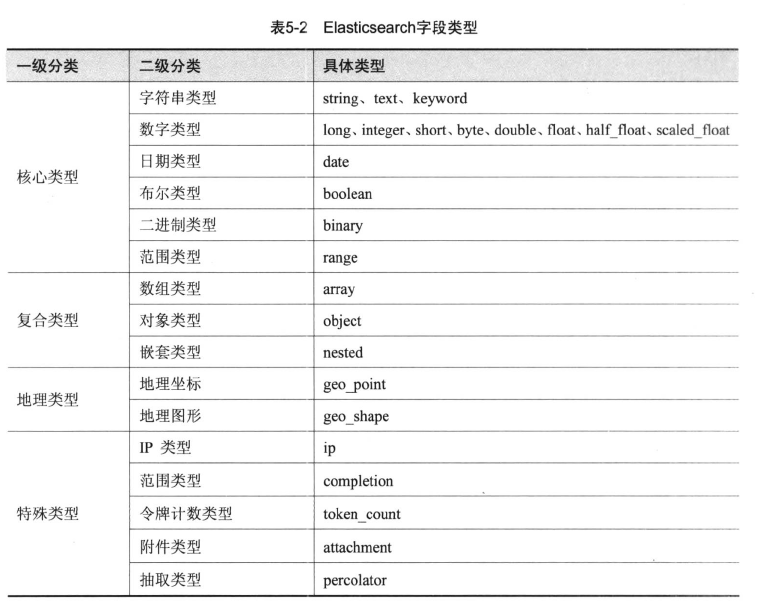 表5-2 Elasticsearch字段类型
一级分类 二级分类 具体类型
核心类型 字符串类型 string、text、keyword
数字类型 long、integer、short、byte、double、float、half_float、scaled_float
日期类型 date
布尔类型 boolean
二进制类型 binary
范围类型 range
复合类型 数组类型 array
对象类型 object
嵌套类型 nested
地理类型 地理坐标 geo_point
地理图形 geo_shape
特殊类型 IP 类型 ip
范围类型 completion
令牌计数类型 token_count
附件类型 attachment
抽取类型 percolator